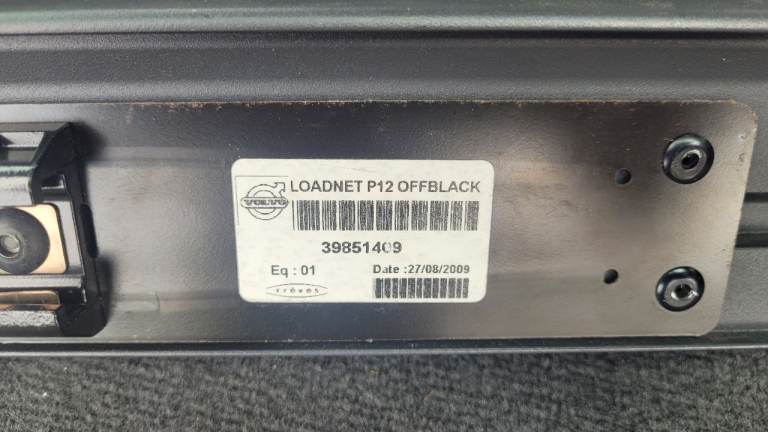 LOADNET P12 OFFBLACK
VOLVO
39851409
Eq : 01
Date :27/08/2009
trèves